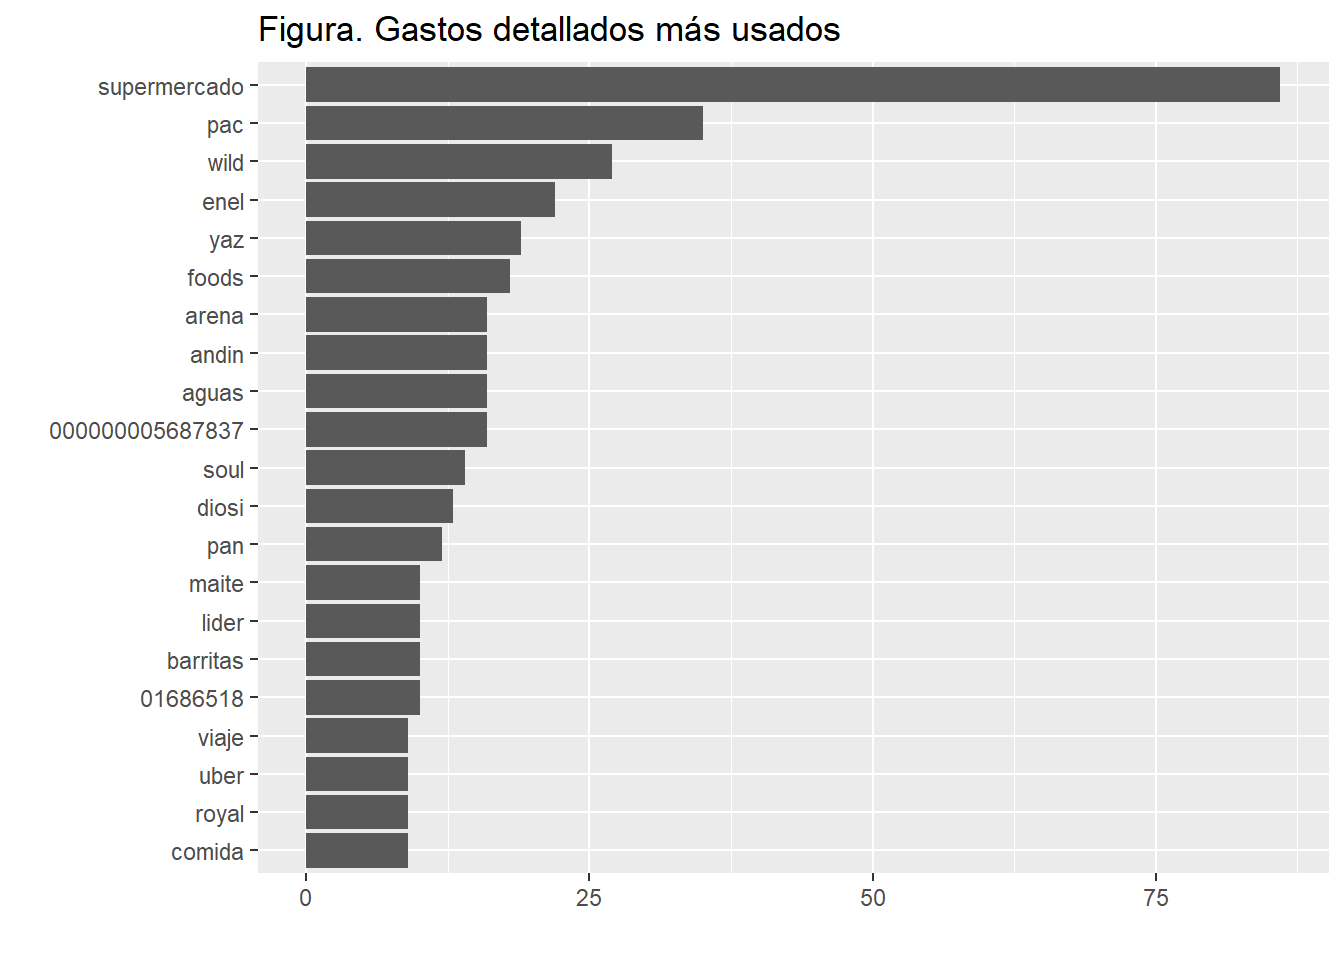 Figura. Gastos detallados más usados
supermercado
pac
wild
enel
yaz
foods
arena
andin
aguas
000000005687837
soul
diosi
pan
maite
lider
barritas
01686518
viaje
uber
royal
comida
0 25 50 75